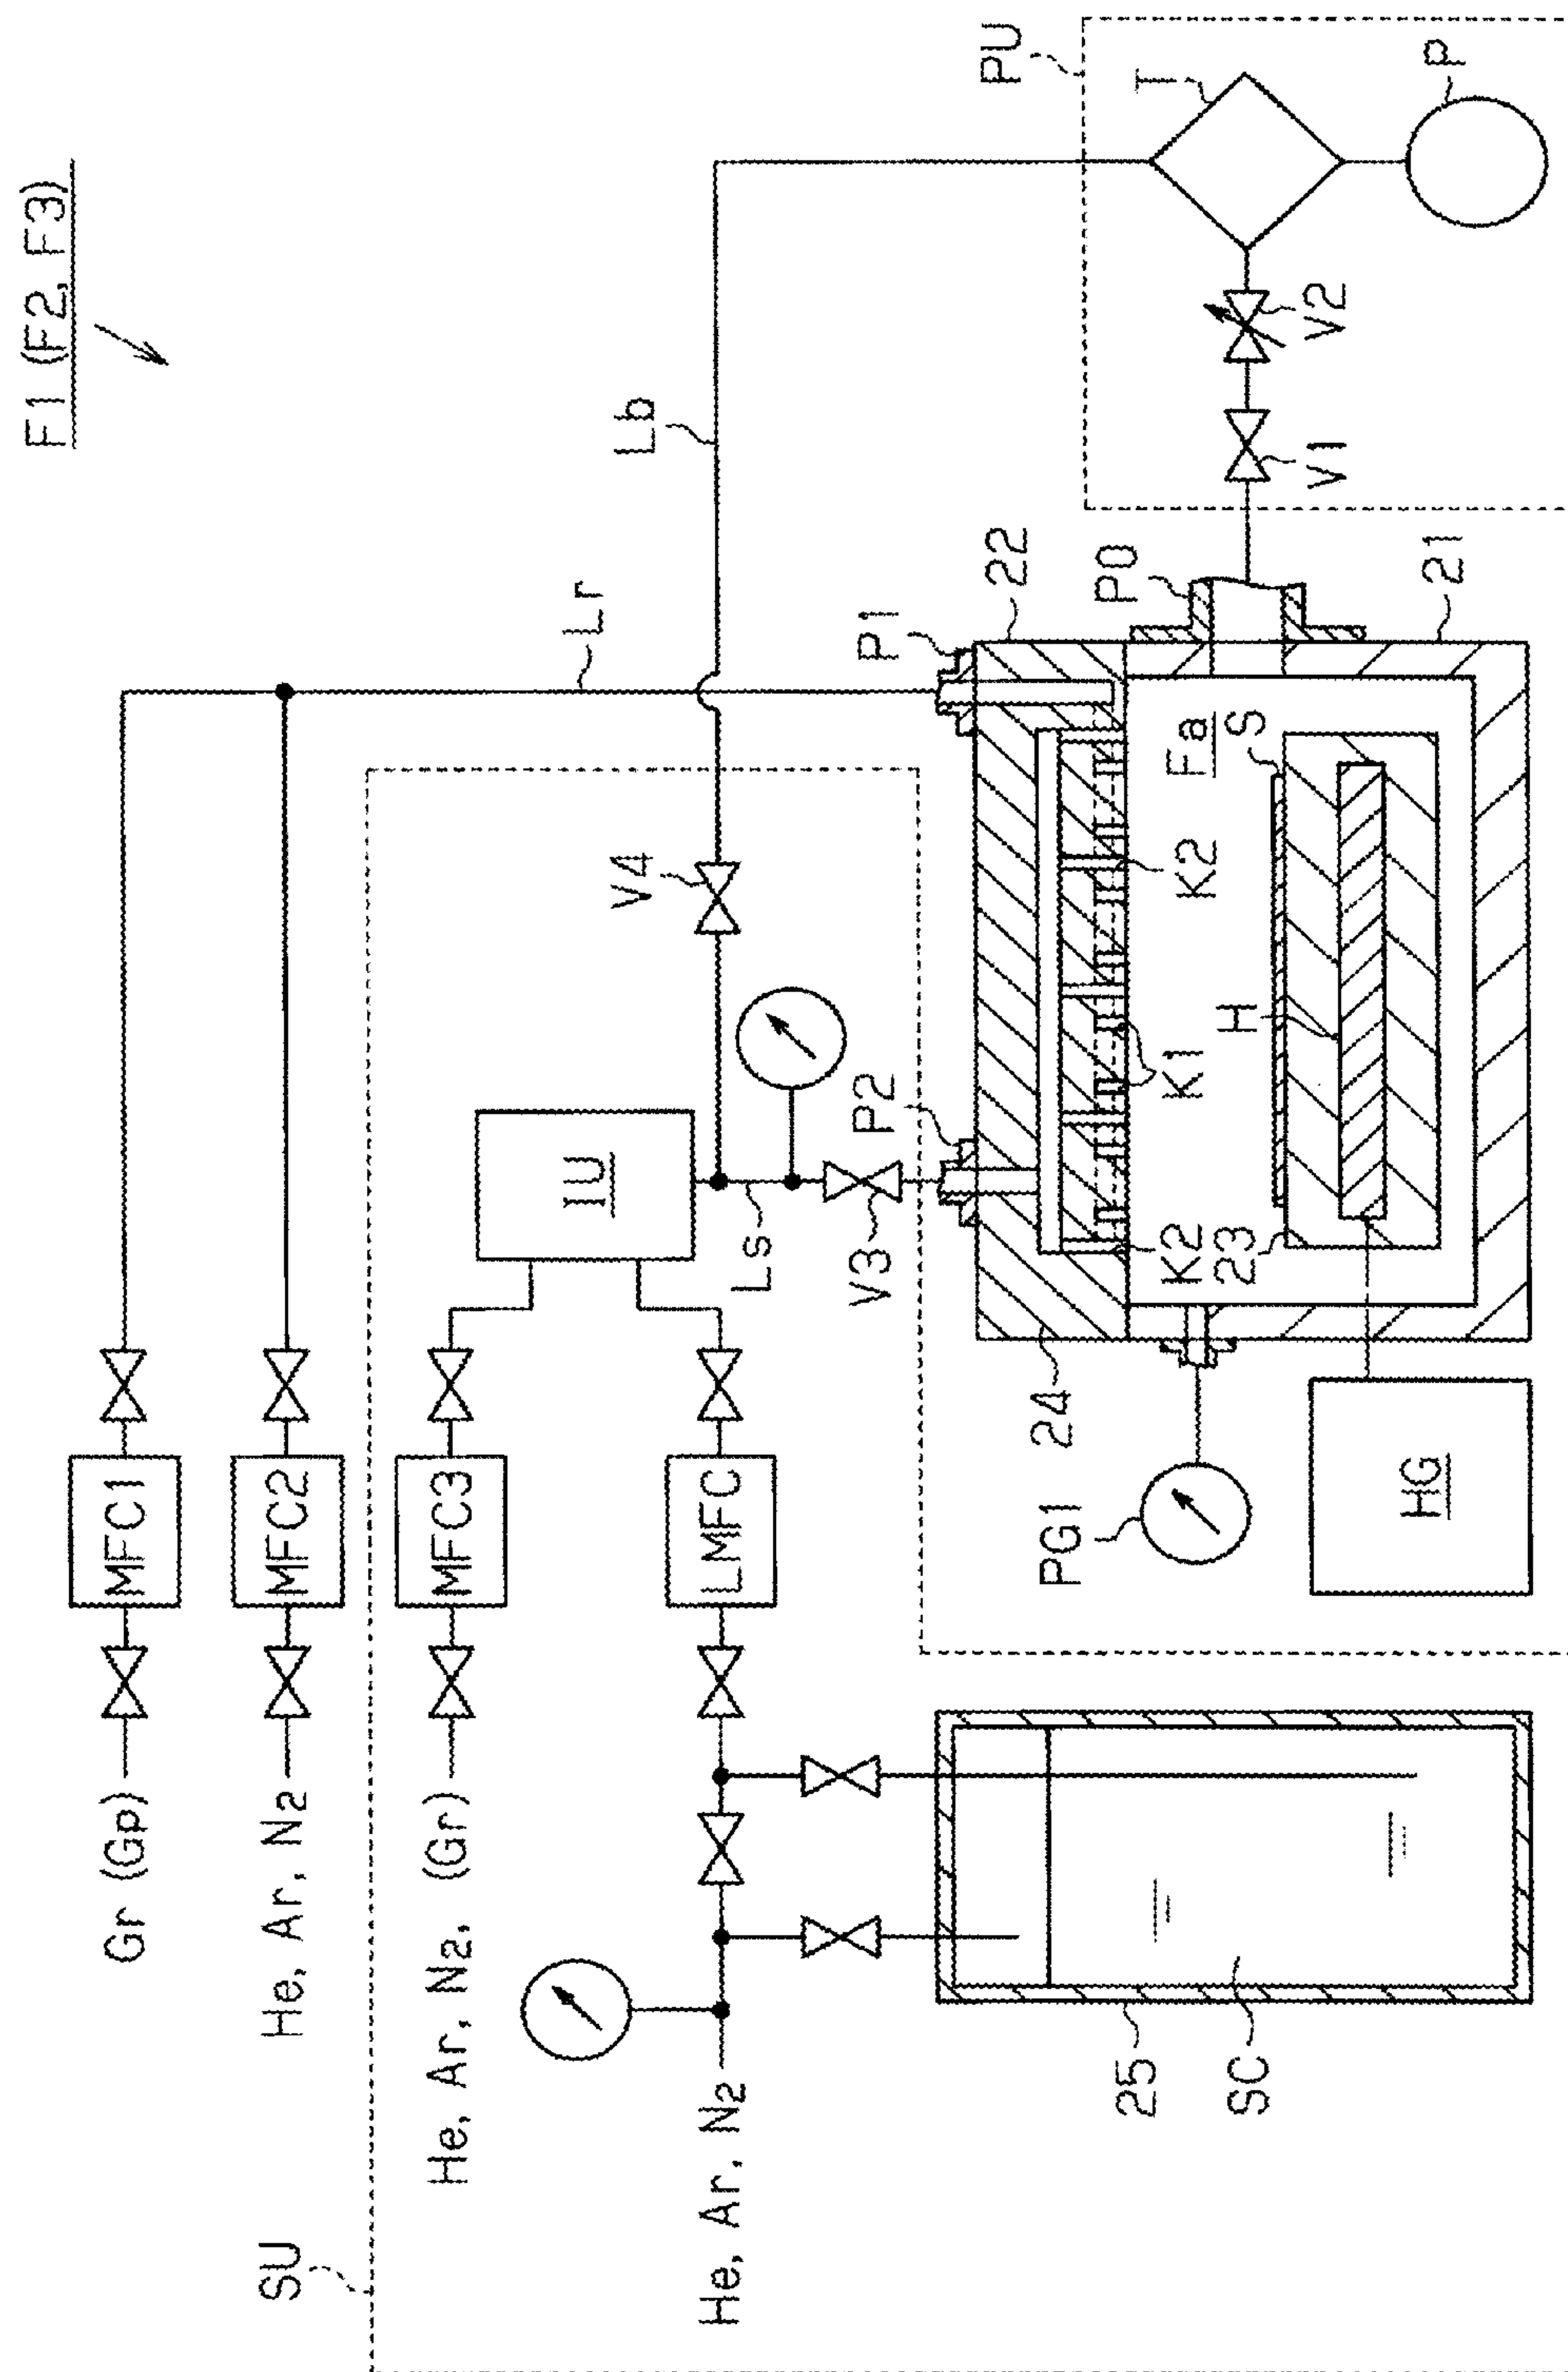 F1 (F2, F3)
Gr (Gp)
MFC1
He, Ar, N2
MFC2
Lr
SU
He, Ar, N2, (Gr)
MFC3
IU
V4
Lb
PU
He, Ar, N2
LMFC
Ls
V3
P2
P1
22
P0
V1
V2
T
P
25
SC
PG1
24
HG
K2
23
K1
H
K2
Fa
S
21